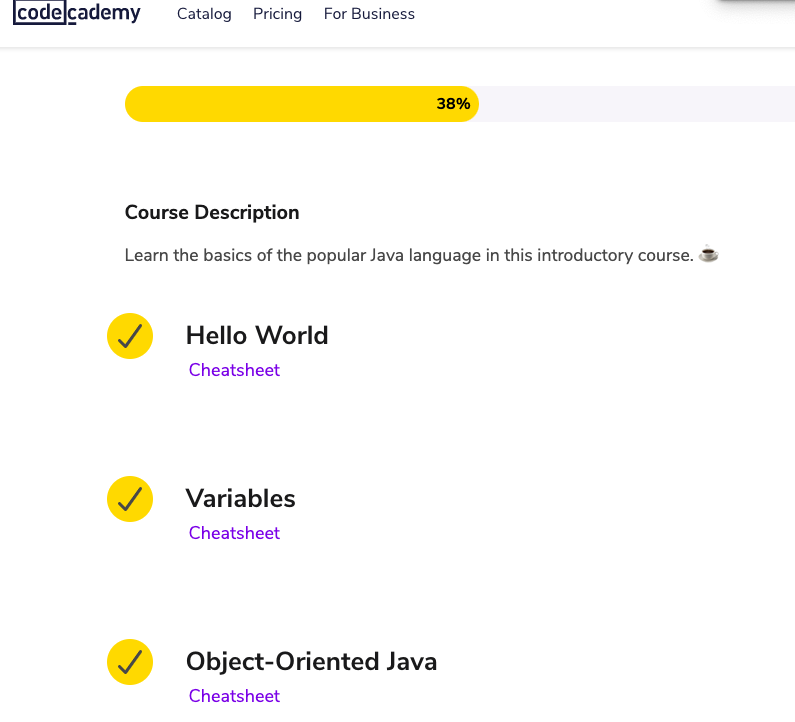 codecademy
Catalog Pricing For Business
38%
Course Description
Learn the basics of the popular Java language in this introductory course. ☕
Hello World
Cheatsheet
Variables
Cheatsheet
Object-Oriented Java
Cheatsheet